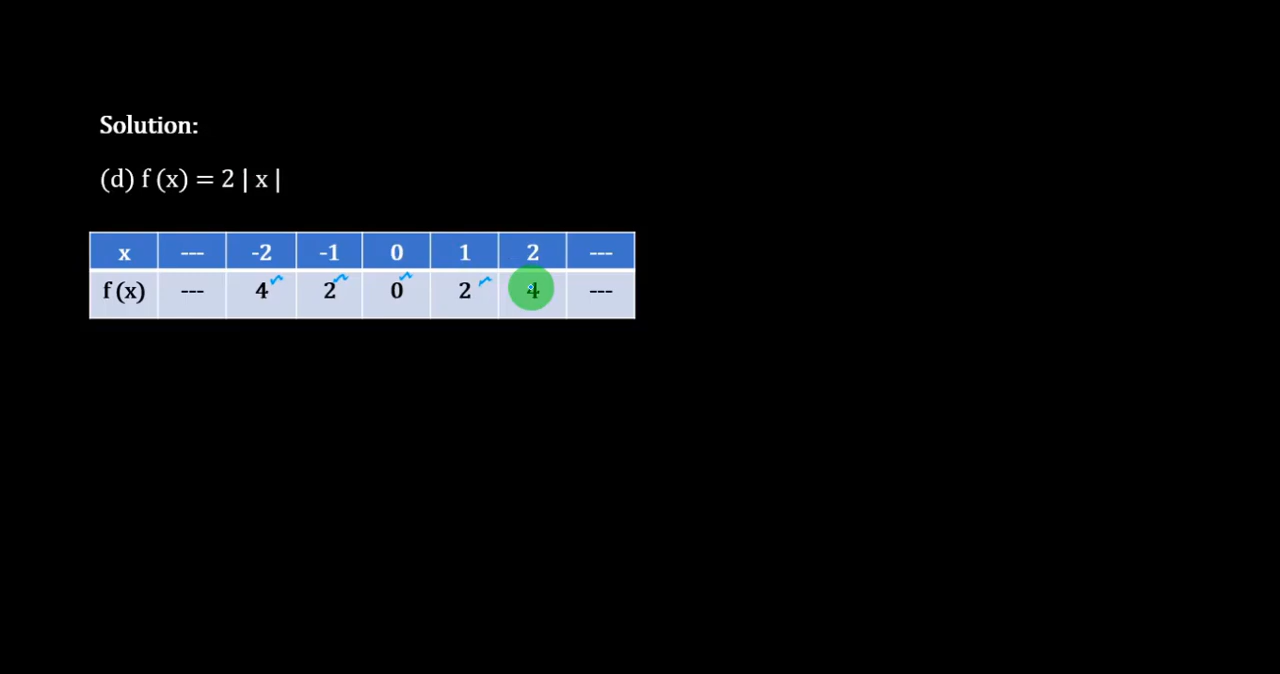 Solution:
(d) f (x) = 2 | x |
x --- -2 -1 0 1 2 ---
f (x) --- 4 2 0 2 4 ---